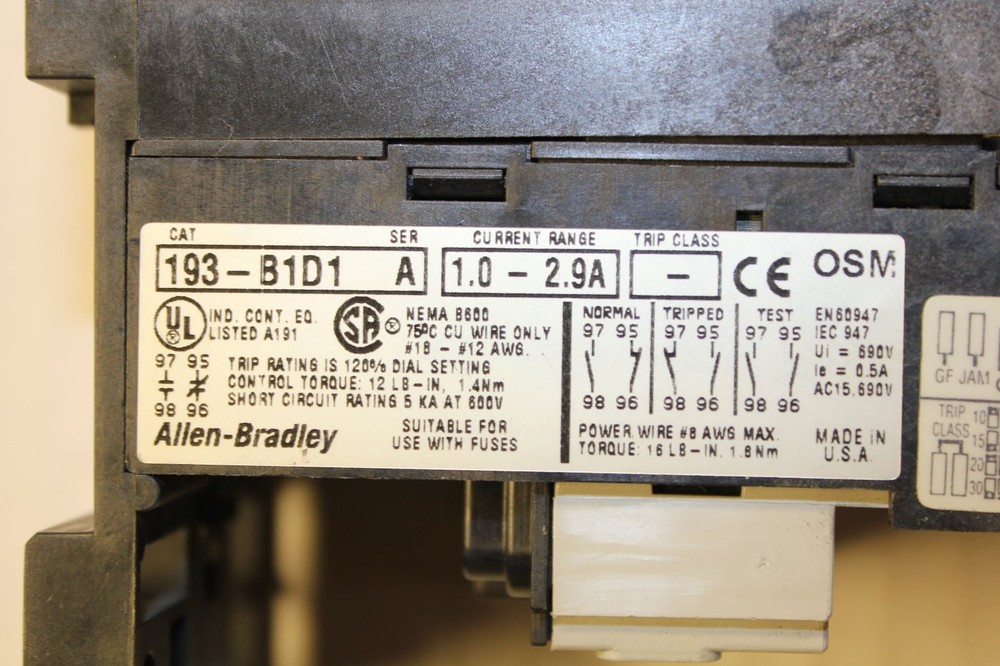 CAT SER CURRENT RANGE TRIP CLASS
193-B1D1 A 1.0 - 2.9A - CE OSM
UL ® IND. CONT. EQ.
LISTED A191
SA ® NEMA B600
75ºC CU WIRE ONLY
#18 - #12 AWG.
97 95
98 96
TRIP RATING IS 120% DIAL SETTING
CONTROL TORQUE: 12 LB-IN, 1.4Nm
SHORT CIRCUIT RATING 5 KA AT 600V
Allen-Bradley
SUITABLE FOR
USE WITH FUSES
NORMAL TRIPPED TEST
97 95 97 95 97 95
98 96 98 96 98 96
EN60947
IEC 947
Ui = 690V
Ie = 0.5A
AC15,690V
POWER WIRE #8 AWG MAX.
TORQUE: 16 LB-IN, 1.8Nm
MADE IN
U.S.A.
GF JAM
TRIP
CLASS
10
15
20
30